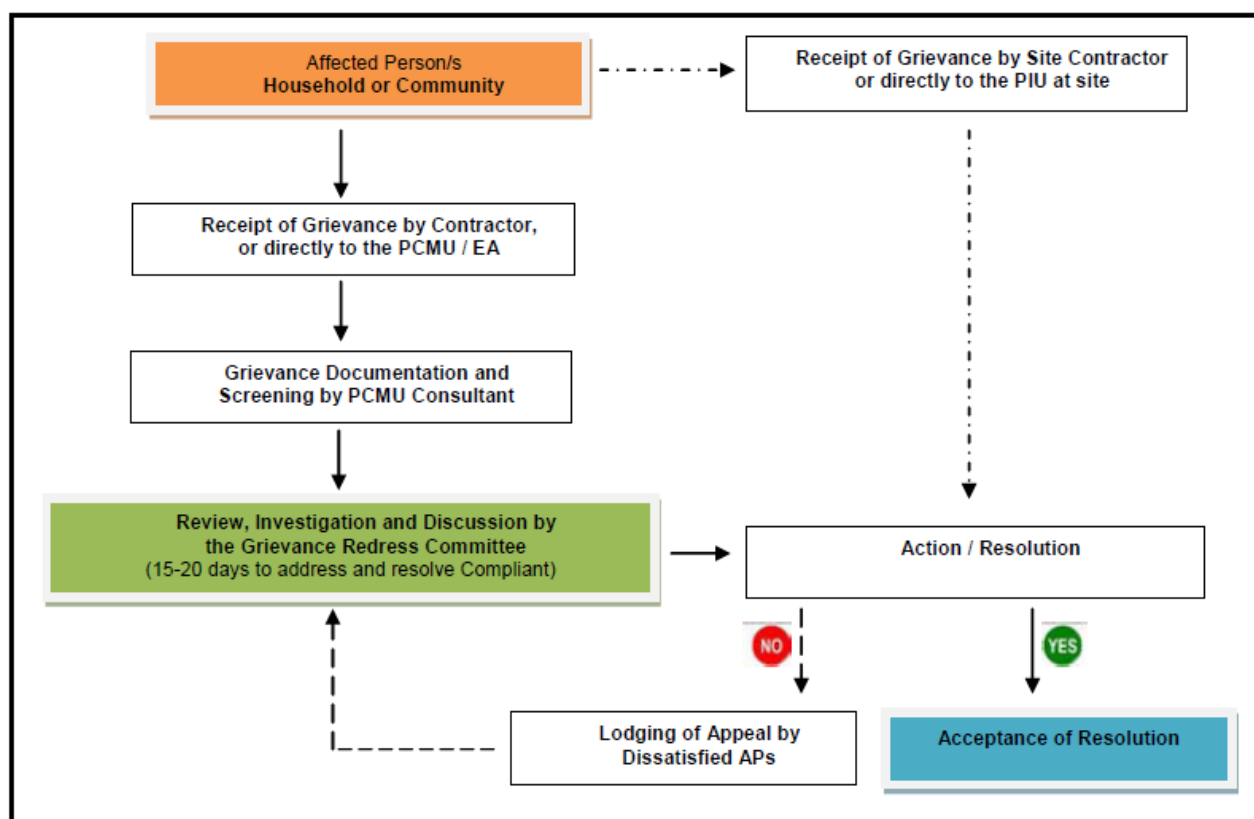 Affected Person/s
Household or Community
Receipt of Grievance by Site Contractor
or directly to the PIU at site
Receipt of Grievance by Contractor,
or directly to the PCMU / EA
Grievance Documentation and
Screening by PCMU Consultant
Review, Investigation and Discussion by
the Grievance Redress Committee
(15-20 days to address and resolve Compliant)
Action / Resolution
NO
YES
Lodging of Appeal by
Dissatisfied APs
Acceptance of Resolution